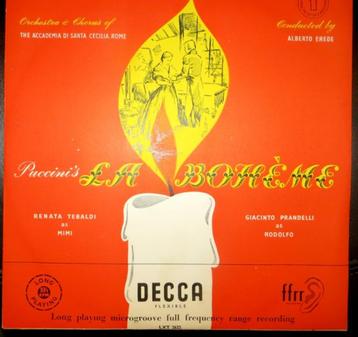 Orchestra & Chorus of
THE ACCADEMIA DI SANTA CECILIA ROME
Conducted by
ALBERTO EREDE
Puccini's LA BOHÈME
RENATA TEBALDI
as
MIMI
GIACINTO PRANDELLI
as
RODOLFO
LONG
PLAYING
DECCA
FLEXIBLE
ffrr
Long playing microgroove full frequency range recording